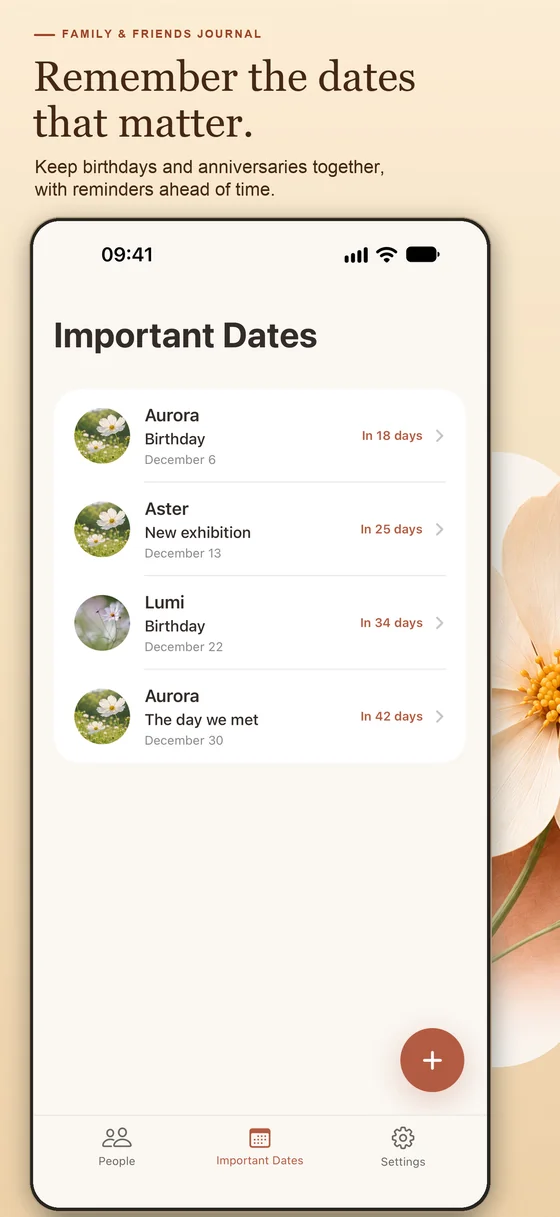 FAMILY & FRIENDS JOURNAL
Remember the dates
that matter.
Keep birthdays and anniversaries together,
with reminders ahead of time.
09:41
Important Dates
Aurora
Birthday
December 6
In 18 days
Aster
New exhibition
December 13
In 25 days
Lumi
Birthday
December 22
In 34 days
Aurora
The day we met
December 30
In 42 days
People
Important Dates
Settings